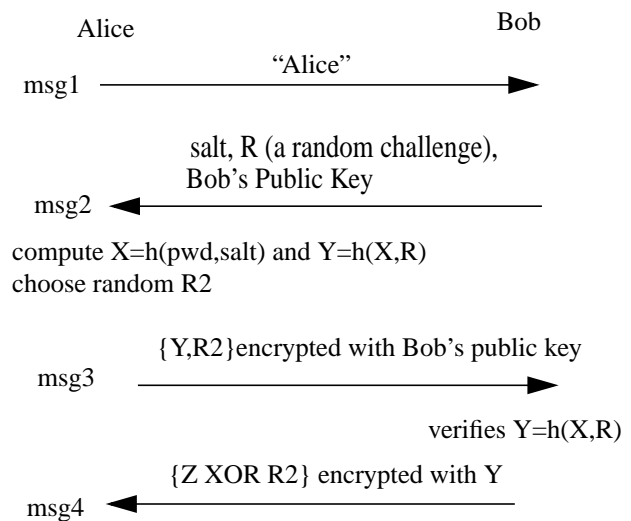 Alice
Bob
“Alice”
msg1
salt, R (a random challenge),
Bob's Public Key
msg2
compute X=h(pwd,salt) and Y=h(X,R)
choose random R2
{Y,R2}encrypted with Bob's public key
msg3
verifies Y=h(X,R)
{Z XOR R2} encrypted with Y
msg4